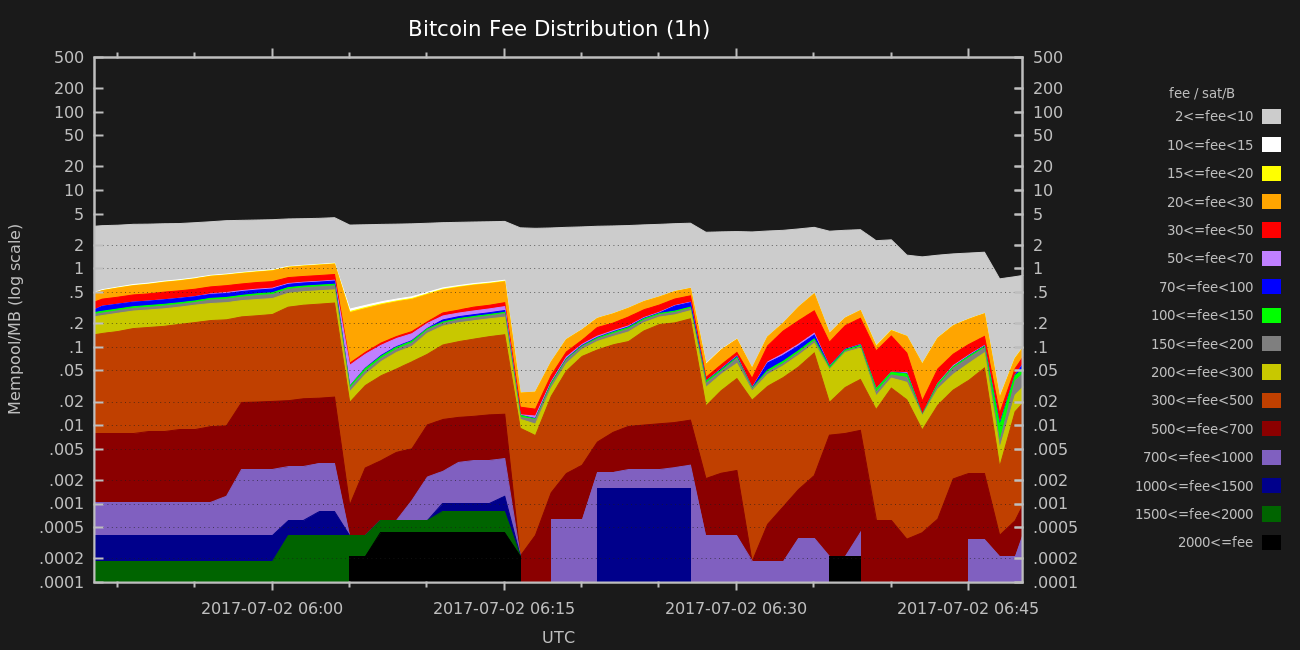 Bitcoin Fee Distribution (1h)
500 500
200 200
100 100
50 50
20 20
10 10
5 5
2 2
1 1
.5 .5
.2 .2
.1 .1
.05 .05
.02 .02
.01 .01
.005 .005
.002 .002
.001 .001
.0005 .0005
.0002 .0002
.0001 .0001
Mempool/MB (log scale)
2017-07-02 06:00 2017-07-02 06:15 2017-07-02 06:30 2017-07-02 06:45
UTC
fee / sat/B
2<=fee<10
10<=fee<15
15<=fee<20
20<=fee<30
30<=fee<50
50<=fee<70
70<=fee<100
100<=fee<150
150<=fee<200
200<=fee<300
300<=fee<500
500<=fee<700
700<=fee<1000
1000<=fee<1500
1500<=fee<2000
2000<=fee